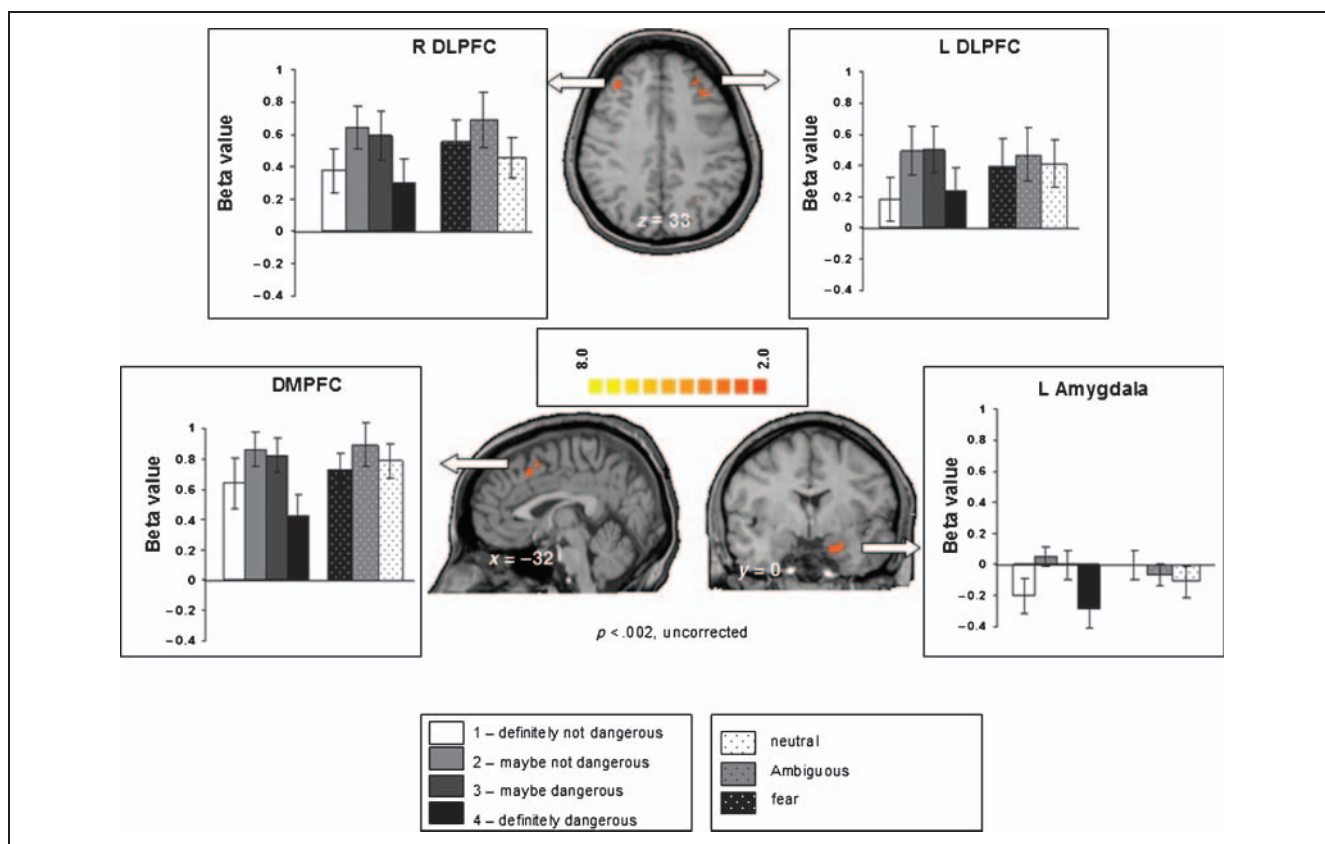 R DLPFC
Beta value
1
0.8
0.6
0.4
0.2
0
−0.2
−0.4
z = 33
L DLPFC
Beta value
1
0.8
0.6
0.4
0.2
0
−0.2
−0.4
8.0
2.0
DMPFC
Beta value
1
0.8
0.6
0.4
0.2
0
−0.2
−0.4
x = −32
y = 0
L Amygdala
Beta value
1
0.8
0.6
0.4
0.2
0
−0.2
−0.4
p < .002, uncorrected
1 – definitely not dangerous
2 – maybe not dangerous
3 – maybe dangerous
4 – definitely dangerous
neutral
Ambiguous
fear